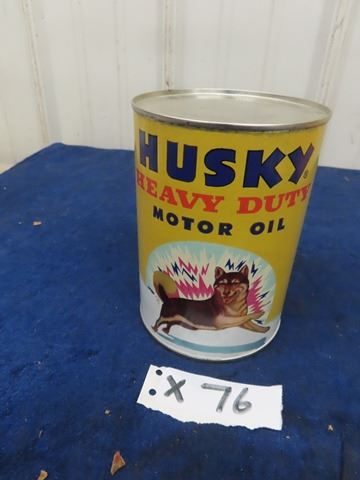 HUSKY
HEAVY DUTY
MOTOR OIL
X 76